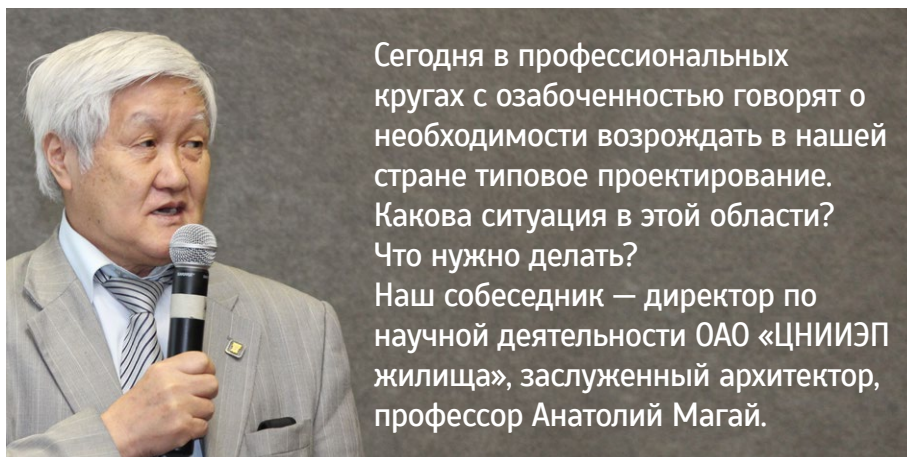 Сегодня в профессиональных
кругах с озабоченностью говорят о
необходимости возрождать в нашей
стране типовое проектирование.
Какова ситуация в этой области?
Что нужно делать?
Наш собеседник — директор по
научной деятельности ОАО «ЦНИИЭП
жилища», заслуженный архитектор,
профессор Анатолий Магай.